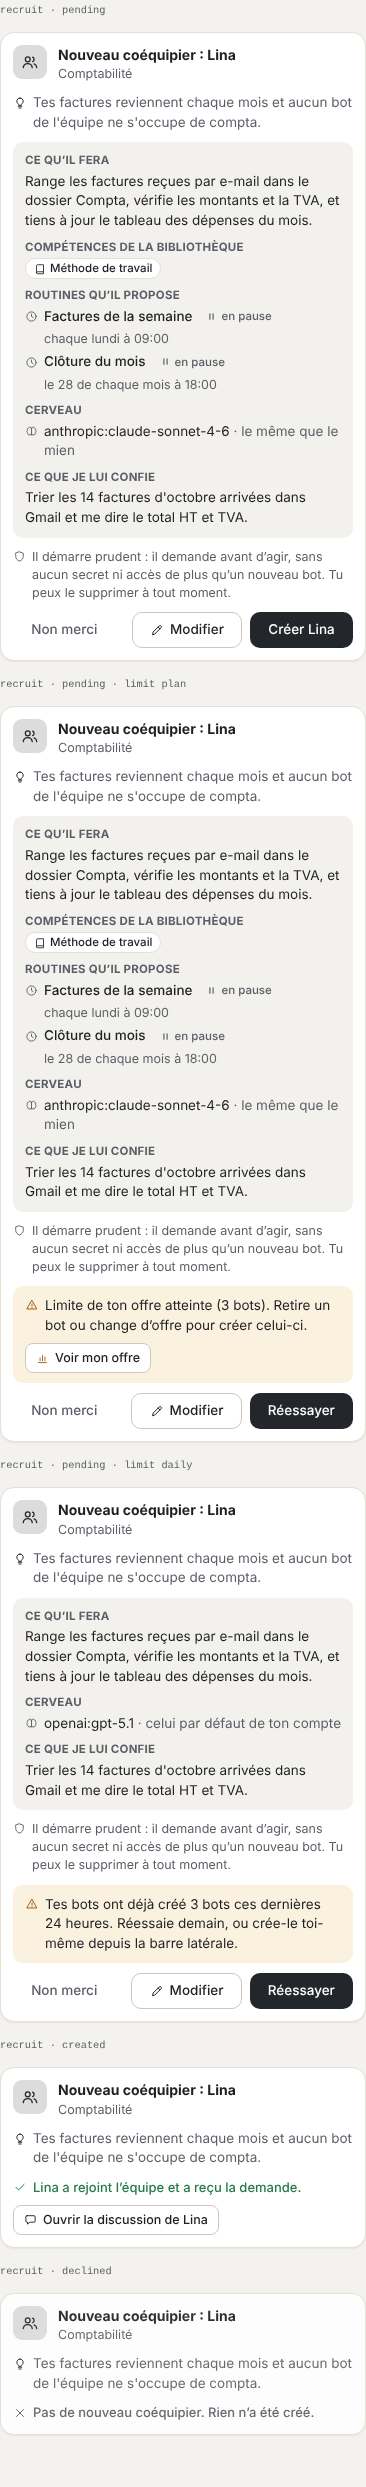 recruit · pending
Nouveau coéquipier : Lina
Comptabilité
Tes factures reviennent chaque mois et aucun bot
de l'équipe ne s'occupe de compta.
CE QU'IL FERA
Range les factures reçues par e-mail dans le
dossier Compta, vérifie les montants et la TVA, et
tiens à jour le tableau des dépenses du mois.
COMPÉTENCES DE LA BIBLIOTHÈQUE
Méthode de travail
ROUTINES QU'IL PROPOSE
Factures de la semaine en pause
chaque lundi à 09:00
Clôture du mois en pause
le 28 de chaque mois à 18:00
CERVEAU
anthropic:claude-sonnet-4-6 · le même que le
mien
CE QUE JE LUI CONFIE
Trier les 14 factures d'octobre arrivées dans
Gmail et me dire le total HT et TVA.
Il démarre prudent : il demande avant d’agir, sans
aucun secret ni accès de plus qu’un nouveau bot. Tu
peux le supprimer à tout moment.
Non merci Modifier Créer Lina
recruit · pending · limit plan
Nouveau coéquipier : Lina
Comptabilité
Tes factures reviennent chaque mois et aucun bot
de l'équipe ne s'occupe de compta.
CE QU’IL FERA
Range les factures reçues par e-mail dans le
dossier Compta, vérifie les montants et la TVA, et
tiens à jour le tableau des dépenses du mois.
COMPÉTENCES DE LA BIBLIOTHÈQUE
Méthode de travail
ROUTINES QU’IL PROPOSE
Factures de la semaine en pause
chaque lundi à 09:00
Clôture du mois en pause
le 28 de chaque mois à 18:00
CERVEAU
anthropic:claude-sonnet-4-6 · le même que le
mien
CE QUE JE LUI CONFIE
Trier les 14 factures d'octobre arrivées dans
Gmail et me dire le total HT et TVA.
Il démarre prudent : il demande avant d’agir, sans
aucun secret ni accès de plus qu’un nouveau bot. Tu
peux le supprimer à tout moment.
Limite de ton offre atteinte (3 bots). Retire un
bot ou change d’offre pour créer celui-ci.
Voir mon offre
Non merci Modifier Réessayer
recruit · pending · limit daily
Nouveau coéquipier : Lina
Comptabilité
Tes factures reviennent chaque mois et aucun bot
de l'équipe ne s'occupe de compta.
CE QU’IL FERA
Range les factures reçues par e-mail dans le
dossier Compta, vérifie les montants et la TVA, et
tiens à jour le tableau des dépenses du mois.
CERVEAU
openai:gpt-5.1 · celui par défaut de ton compte
CE QUE JE LUI CONFIE
Trier les 14 factures d'octobre arrivées dans
Gmail et me dire le total HT et TVA.
Il démarre prudent : il demande avant d’agir, sans
aucun secret ni accès de plus qu’un nouveau bot. Tu
peux le supprimer à tout moment.
Tes bots ont déjà créé 3 bots ces dernières
24 heures. Réessaie demain, ou crée-le toi-
même depuis la barre latérale.
Non merci Modifier Réessayer
recruit · created
Nouveau coéquipier : Lina
Comptabilité
Tes factures reviennent chaque mois et aucun bot
de l'équipe ne s'occupe de compta.
Lina a rejoint l’équipe et a reçu la demande.
Ouvrir la discussion de Lina
recruit · declined
Nouveau coéquipier : Lina
Comptabilité
Tes factures reviennent chaque mois et aucun bot
de l'équipe ne s'occupe de compta.
Pas de nouveau coéquipier. Rien n’a été créé.